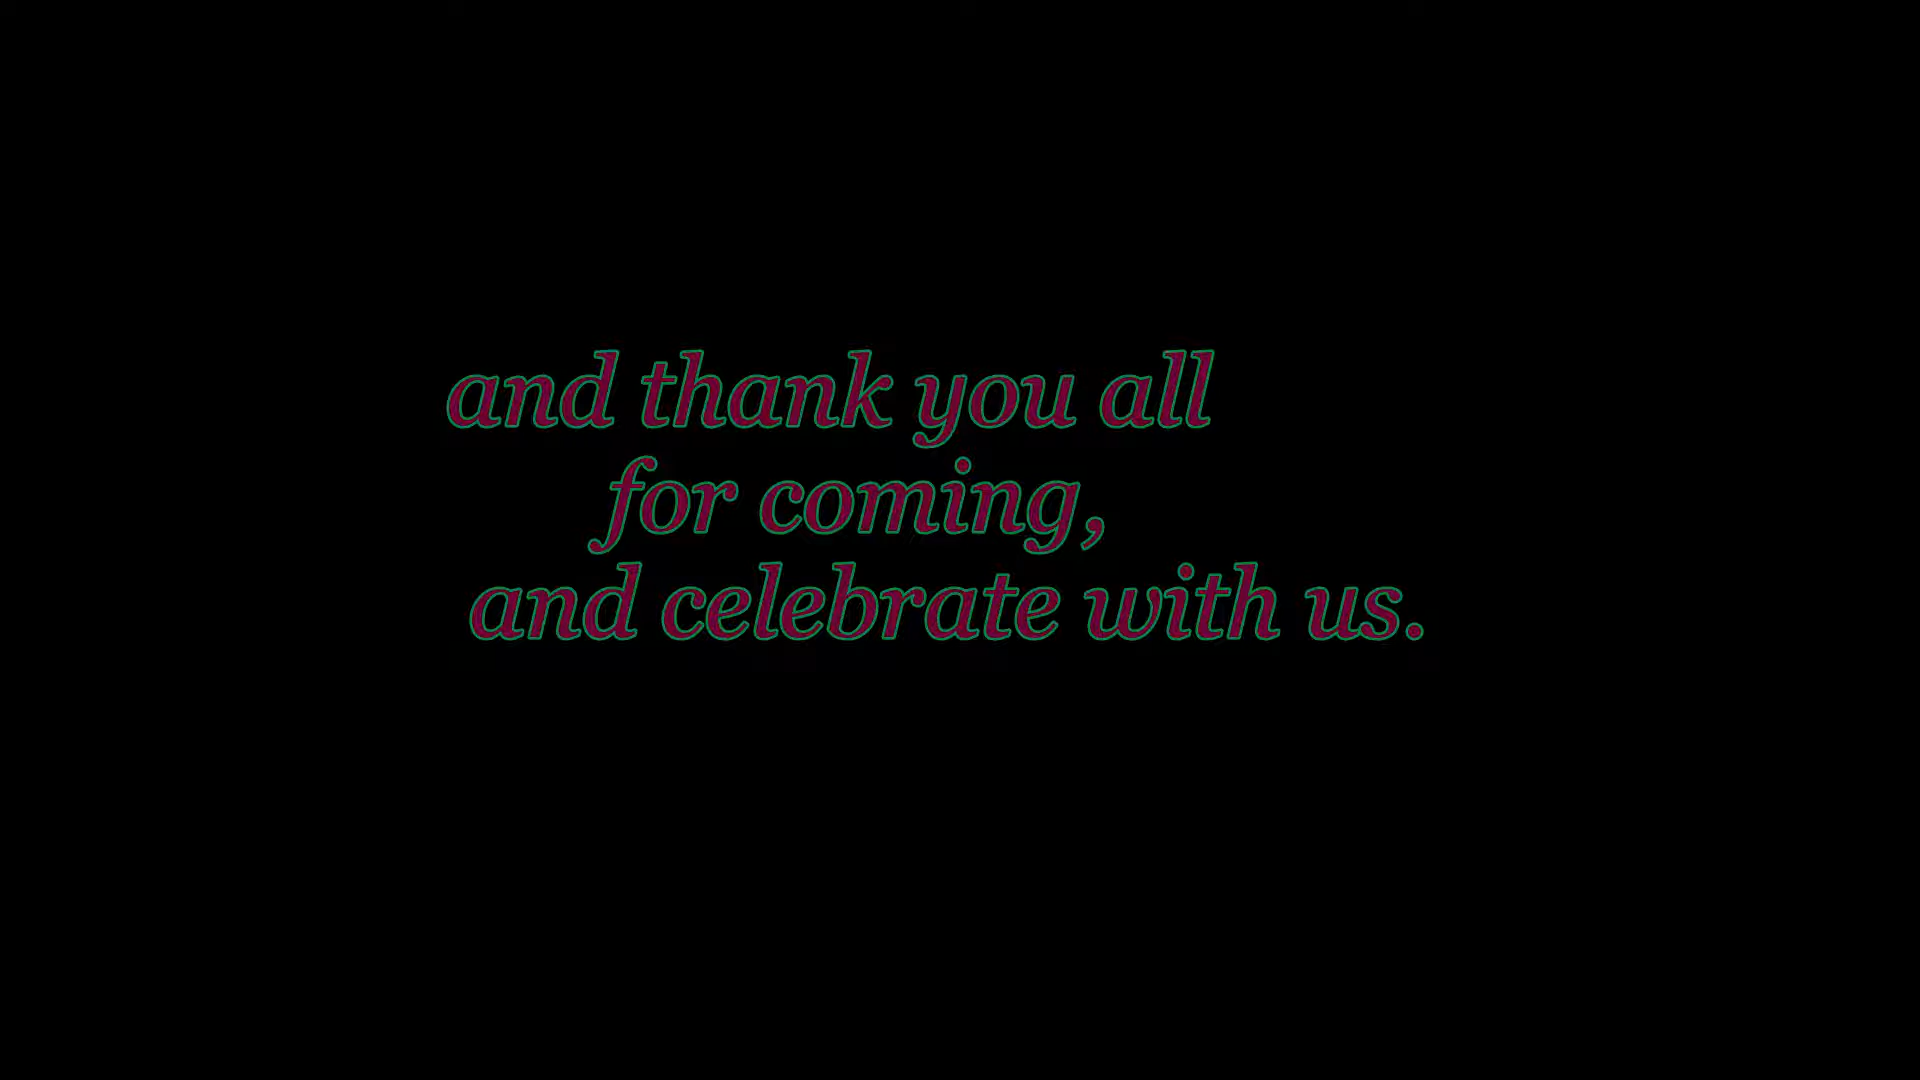 and thank you all
for coming,
and celebrate with us.